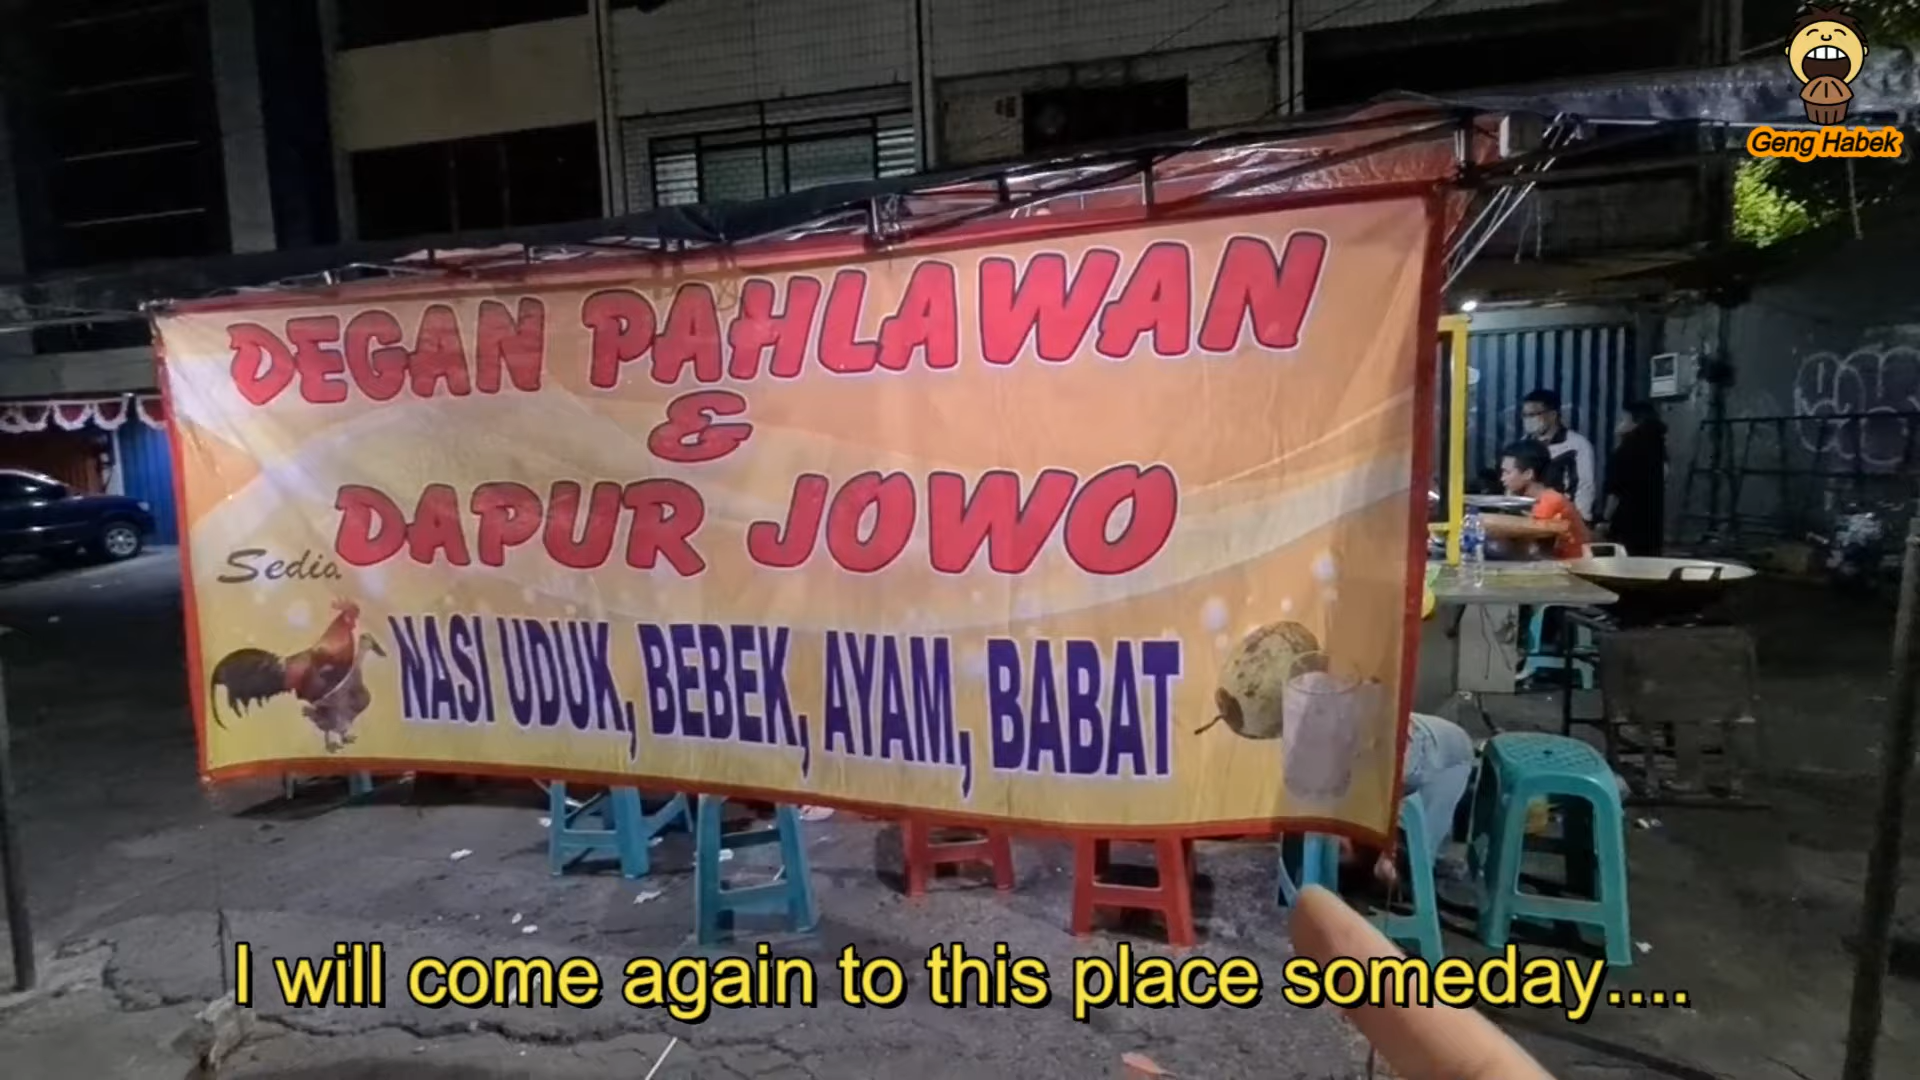 Geng Habek
DEGAN PAHLAWAN
&
DAPUR JOWO
Sedia
NASI UDUK, BEBEK, AYAM, BABAT
I will come again to this place someday....